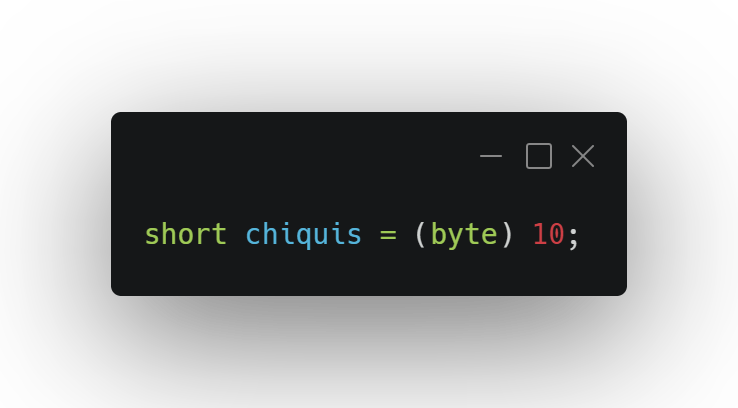 short chiquis = (byte) 10;